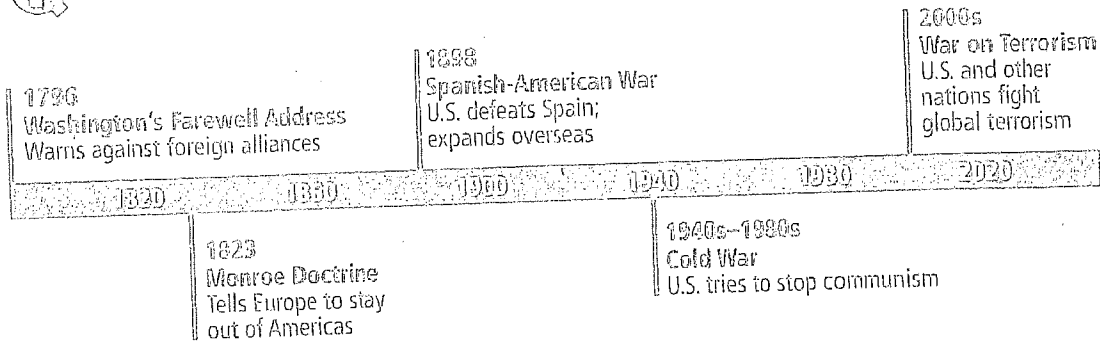 1796
Washington's Farewell Address
Warns against foreign alliances
1898
Spanish-American War
U.S. defeats Spain;
expands overseas
2000s
War on Terrorism
U.S. and other
nations fight
global terrorism
1820
1860
1900
1940
1980
2020
1823
Monroe Doctrine
Tells Europe to stay
out of Americas
1940s–1980s
Cold War
U.S. tries to stop communism